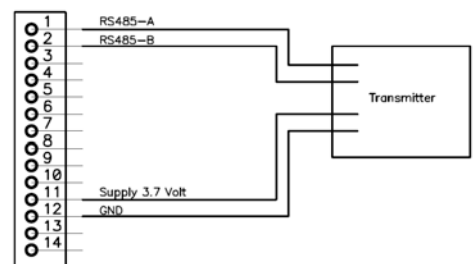 1 RS485-A
2 RS485-B
3
4
5
6
7
8
9
10
11 Supply 3.7 Volt
12 GND
13
14
Transmitter